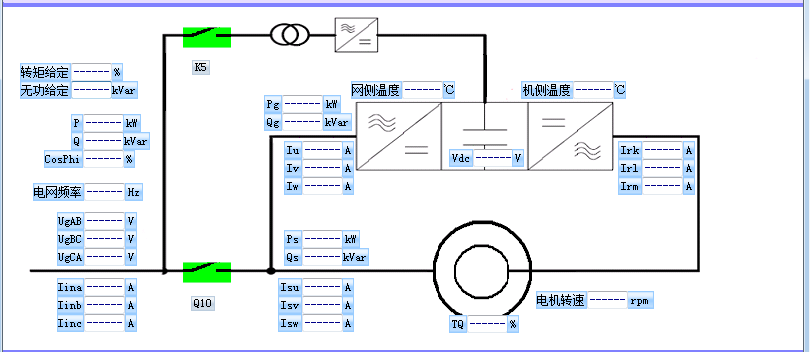 K5
转矩给定 ------ %
无功给定 ------ kVar
网侧温度 ------ ℃
机侧温度 ------ ℃
Pg ------ kW
Qg ------ kVar
P ------ kW
Q ------ kVar
CosPhi ------ %
Iu ------ A
Iv ------ A
Iw ------ A
Vdc ------ V
Irk ------ A
Irl ------ A
Irm ------ A
电网频率 ------ Hz
UgAB ------ V
UgBC ------ V
UgCA ------ V
Ps ------ kW
Qs ------ kVar
Iina ------ A
Iinb ------ A
Iinc ------ A
Q10
Isu ------ A
Isv ------ A
Isw ------ A
电机转速 ------ rpm
TQ ------ %